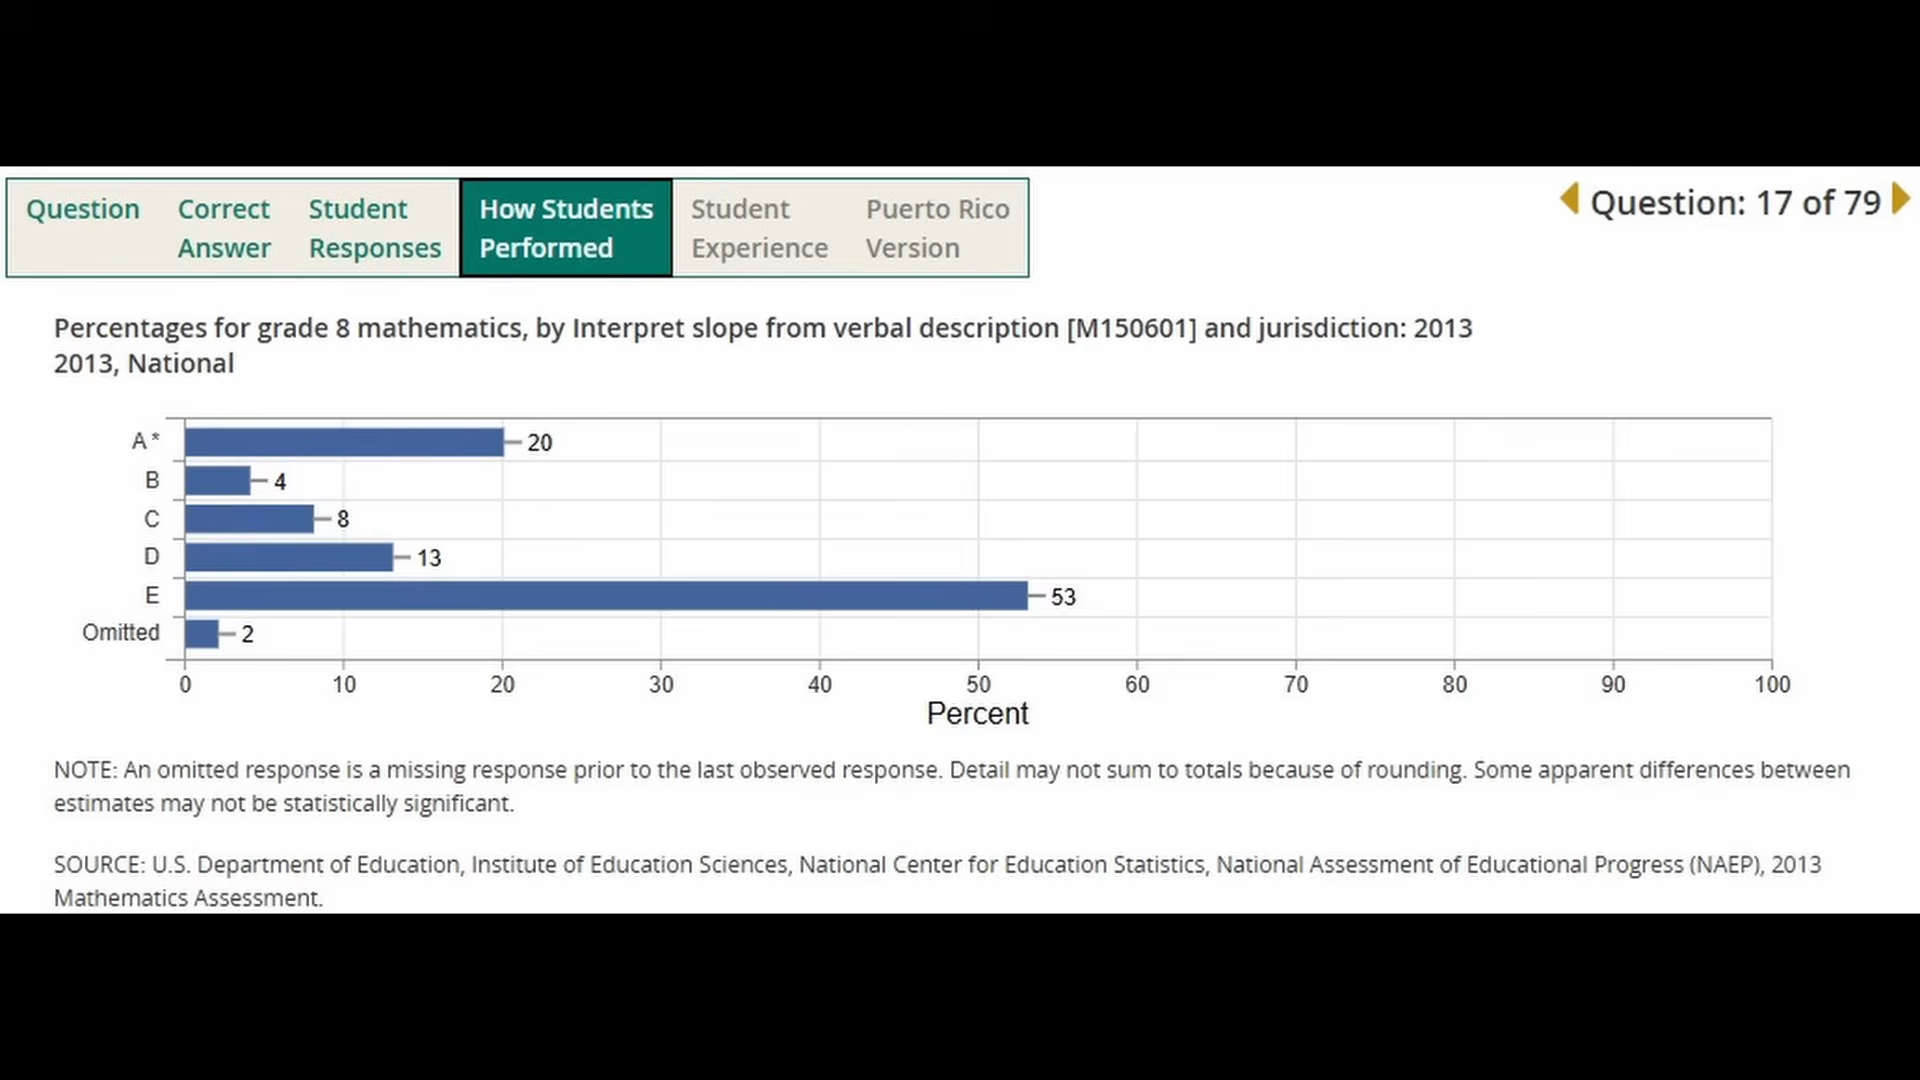 Question Correct Answer Student Responses How Students Performed Student Experience Puerto Rico Version
Question: 17 of 79
Percentages for grade 8 mathematics, by Interpret slope from verbal description [M150601] and jurisdiction: 2013
2013, National
A * 20
B 4
C 8
D 13
E 53
Omitted 2
0 10 20 30 40 50 60 70 80 90 100
Percent
NOTE: An omitted response is a missing response prior to the last observed response. Detail may not sum to totals because of rounding. Some apparent differences between
estimates may not be statistically significant.
SOURCE: U.S. Department of Education, Institute of Education Sciences, National Center for Education Statistics, National Assessment of Educational Progress (NAEP), 2013
Mathematics Assessment.